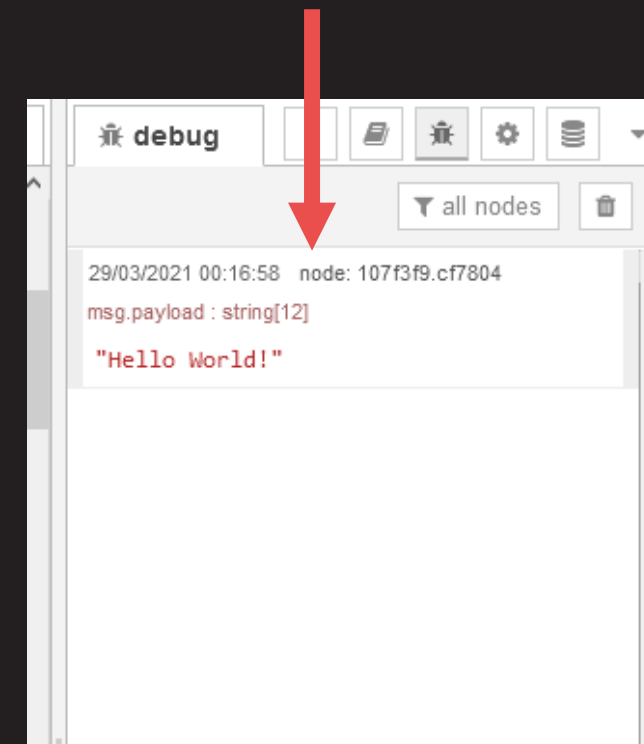 debug
all nodes
29/03/2021 00:16:58 node: 107f3f9.cf7804
msg.payload : string[12]
"Hello World!"